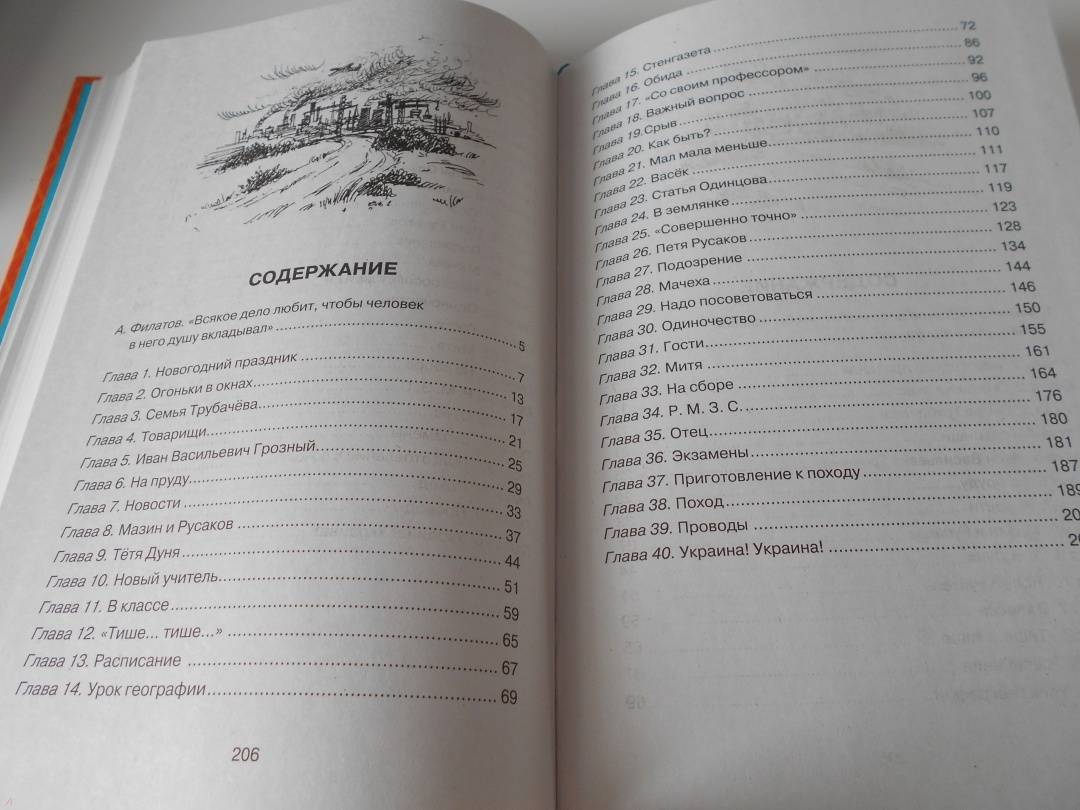 СОДЕРЖАНИЕ
А. Филатов. «Всякое дело любит, чтобы человек
в него душу вкладывал» ........ 5
Глава 1. Новогодний праздник ........ 7
Глава 2. Огоньки в окнах ........ 13
Глава 3. Семья Трубачёва ........ 17
Глава 4. Товарищи ........ 21
Глава 5. Иван Васильевич Грозный ........ 25
Глава 6. На пруду ........ 29
Глава 7. Новости ........ 33
Глава 8. Мазин и Русаков ........ 37
Глава 9. Тётя Дуня ........ 44
Глава 10. Новый учитель ........ 51
Глава 11. В классе ........ 59
Глава 12. «Тише... тише...» ........ 65
Глава 13. Расписание ........ 67
Глава 14. Урок географии ........ 69
206
Глава 15. Стенгазета ........ 72
Глава 16. Обида ........ 86
Глава 17. «Со своим профессором» ........ 92
Глава 18. Важный вопрос ........ 96
Глава 19.Срыв ........ 100
Глава 20. Как быть? ........ 107
Глава 21. Мал мала меньше ........ 110
Глава 22. Васёк ........ 111
Глава 23. Статья Одинцова ........ 117
Глава 24. В землянке ........ 119
Глава 25. «Совершенно точно» ........ 123
Глава 26. Петя Русаков ........ 128
Глава 27. Подозрение ........ 134
Глава 28. Мачеха ........ 144
Глава 29. Надо посоветоваться ........ 146
Глава 30. Одиночество ........ 150
Глава 31. Гости ........ 155
Глава 32. Митя ........ 161
Глава 33. На сборе ........ 164
Глава 34. Р. М. З. С. ........ 176
Глава 35. Отец ........ 180
Глава 36. Экзамены ........ 181
Глава 37. Приготовление к походу ........ 187
Глава 38. Поход ........ 189
Глава 39. Проводы ........ 20
Глава 40. Украина! Украина! ........ 20